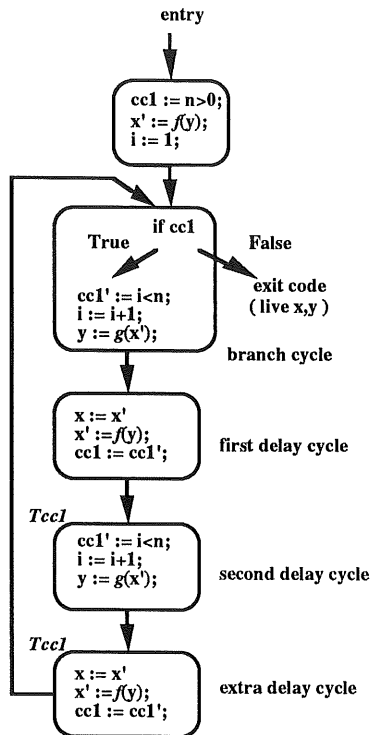 entry
cc1 := n>0;
x' := f(y);
i := 1;
if cc1
True
False
exit code
( live x,y )
cc1' := i<n;
i := i+1;
y := g(x');
branch cycle
x := x'
x' :=f(y);
cc1 := cc1';
first delay cycle
Tcc1
cc1' := i<n;
i := i+1;
y := g(x');
second delay cycle
Tcc1
x := x'
x' :=f(y);
cc1 := cc1';
extra delay cycle